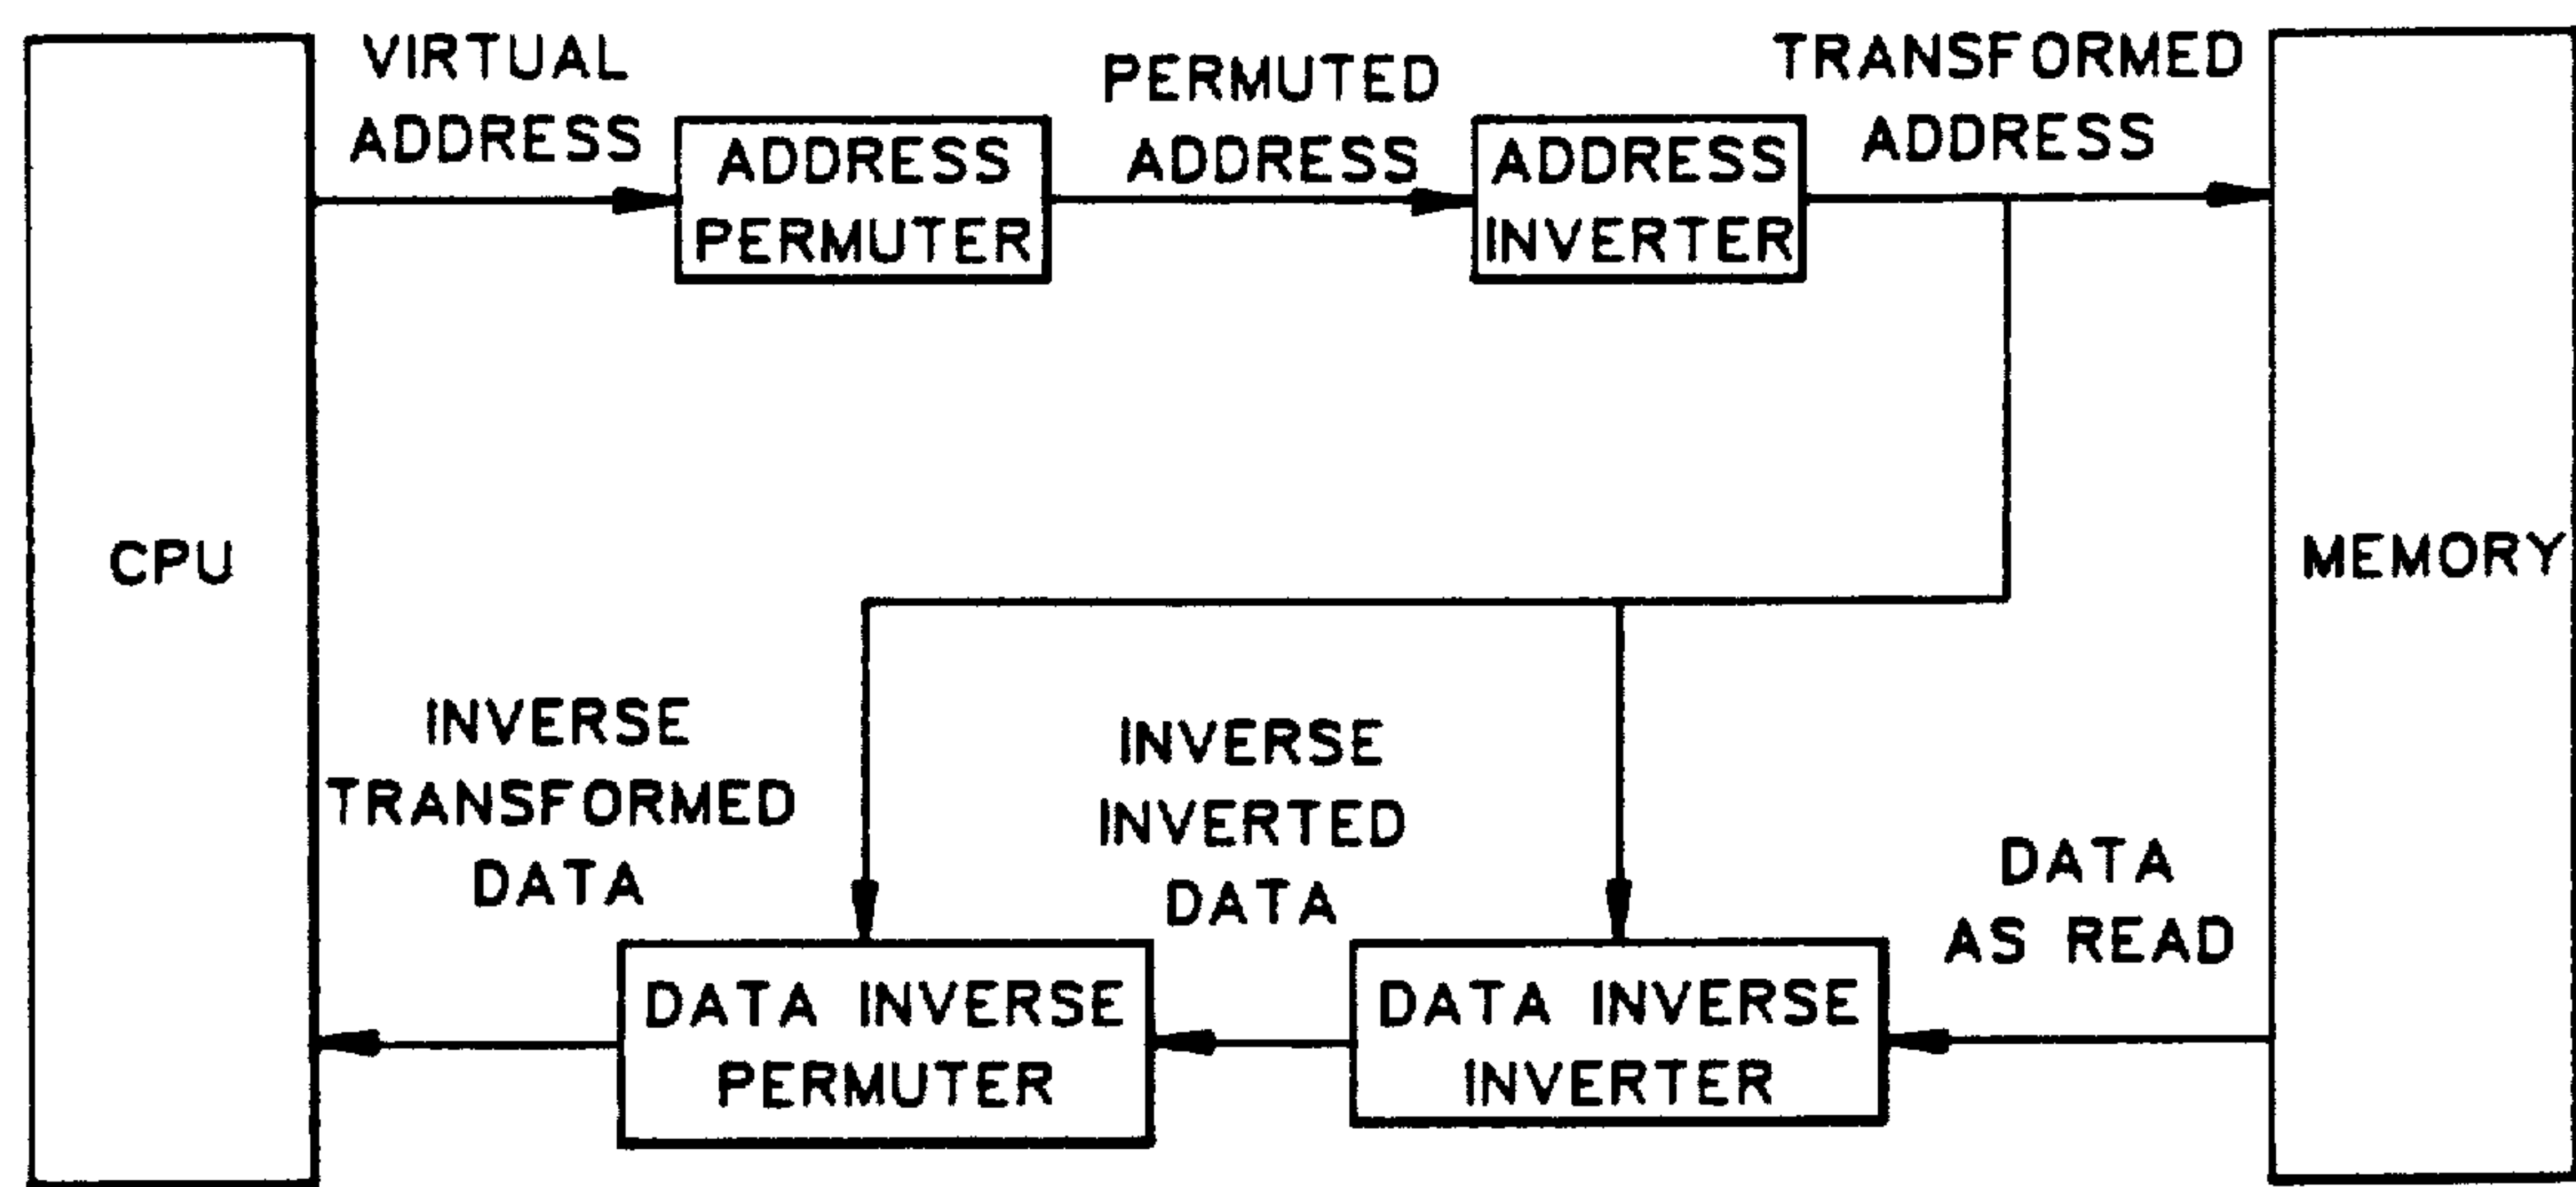 VIRTUAL
ADDRESS
PERMUTED
ADDRESS
TRANSFORMED
ADDRESS
ADDRESS
PERMUTER
ADDRESS
INVERTER
CPU
MEMORY
INVERSE
TRANSFORMED
DATA
INVERSE
INVERTED
DATA
DATA
AS READ
DATA INVERSE
PERMUTER
DATA INVERSE
INVERTER